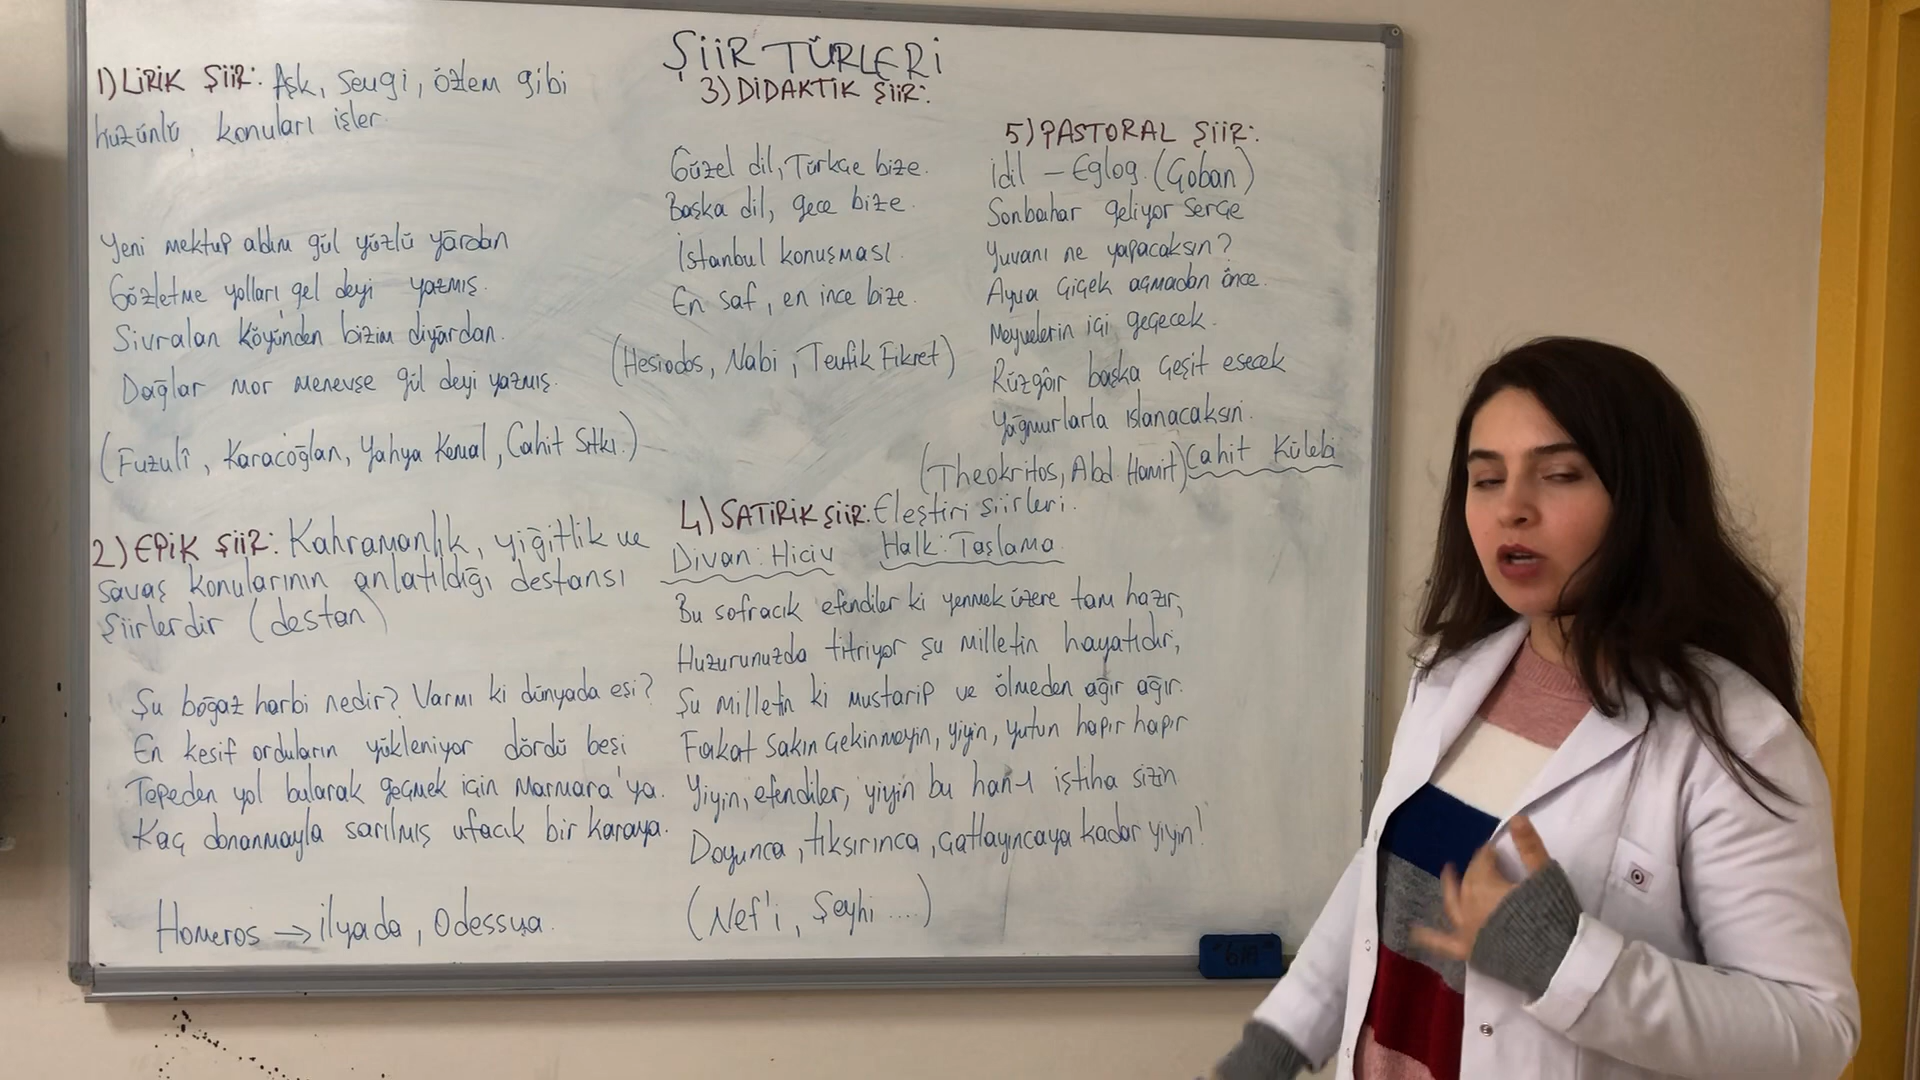 ŞİİR TÜRLERİ
1) LİRİK ŞİİR: Aşk, sevgi, özlem gibi
hüzünlü konuları işler.
Yeni mektup aldım gül yüzlü yârdan
Gözletme yolları gel deyi yazmış.
Sivralan Köyünden bizim diyârdan.
Dağlar mor menevşe gül deyi yazmış.
(Fuzulî, Karacoğlan, Yahya Kemal, Cahit Sıtkı.)
2) EPİK ŞİİR: Kahramanlık, yiğitlik ve
savaş konularının anlatıldığı destansı
şiirlerdir (destan)
Şu boğaz harbi nedir? Varmı ki dünyada eşi?
En kesif orduların yükleniyor dördü beşi
Tepeden yol bularak geçmek için Marmara'ya.
Kaç donanmayla sarılmış ufacık bir karaya.
Homeros → İlyada, Odessua.
3) DİDAKTİK ŞİİR:
Güzel dil, Türkçe bize.
Başka dil, gece bize.
İstanbul konuşması
En saf, en ince bize.
(Hesiodos, Nabi, Tevfik Fikret)
4) SATİRİK ŞİİR: Eleştiri şiirleri.
Divan: Hiciv Halk: Taşlama
Bu sofracık efendiler ki yenmek üzere tam hazır,
Huzurunuzda titriyor şu milletin hayatıdır,
Şu milletin ki mustarip ve ölmeden ağır ağır.
Fakat sakın çekinmeyin, yiyin, yutun hapır hapır
Yiyin, efendiler, yiyin bu han-ı iştiha sizin
Doyunca, tıksırınca, çatlayıncaya kadar yiyin!
(Nef'i, Şeyhi ....)
5) PASTORAL ŞİİR:
İdil - Eglog. (Çoban)
Sonbahar geliyor serçe
Yuvanı ne yapacaksın?
Ayva çiçek açmadan önce.
Meyvelerin içi geçecek.
Rüzgâr başka çeşit esecek
Yağmurlarla ıslanacaksın.
(Theokritos, Abd. Hamit) Cahit Külebi